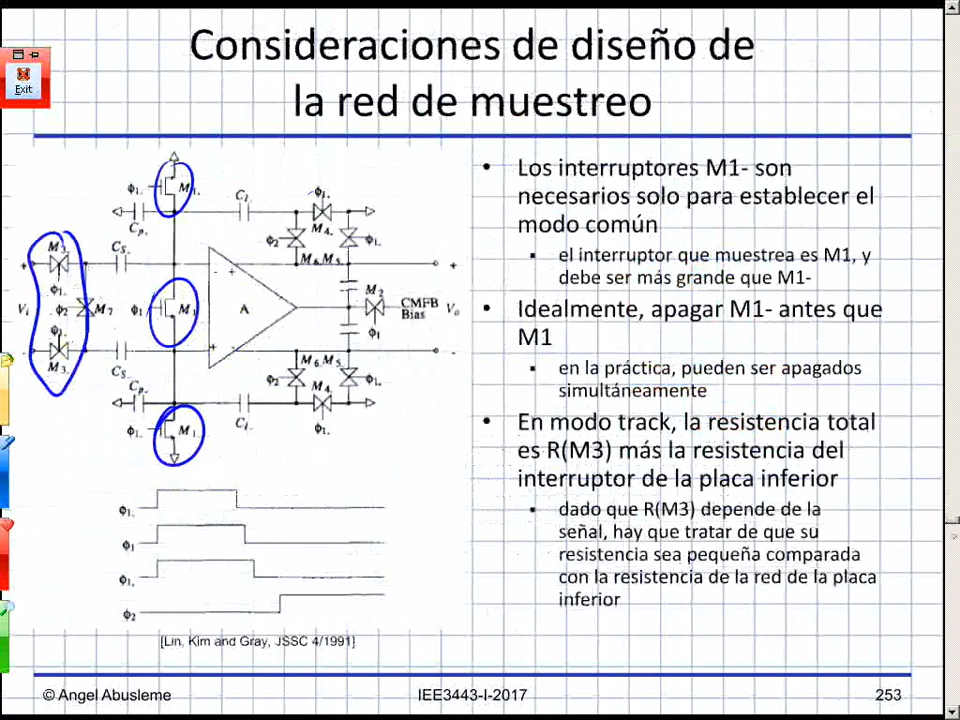 Consideraciones de diseño de
la red de muestreo
Exit
• Los interruptores M1- son
necesarios solo para establecer el
modo común
▪ el interruptor que muestrea es M1, y
debe ser más grande que M1-
• Idealmente, apagar M1- antes que
M1
▪ en la práctica, pueden ser apagados
simultáneamente
• En modo track, la resistencia total
es R(M3) más la resistencia del
interruptor de la placa inferior
▪ dado que R(M3) depende de la
señal, hay que tratar de que su
resistencia sea pequeña comparada
con la resistencia de la red de la placa
inferior
A
M2
CMFB
Bias
ϕ1
ϕ2
[Lin, Kim and Gray, JSSC 4/1991]
© Angel Abusleme
IEE3443-I-2017
253